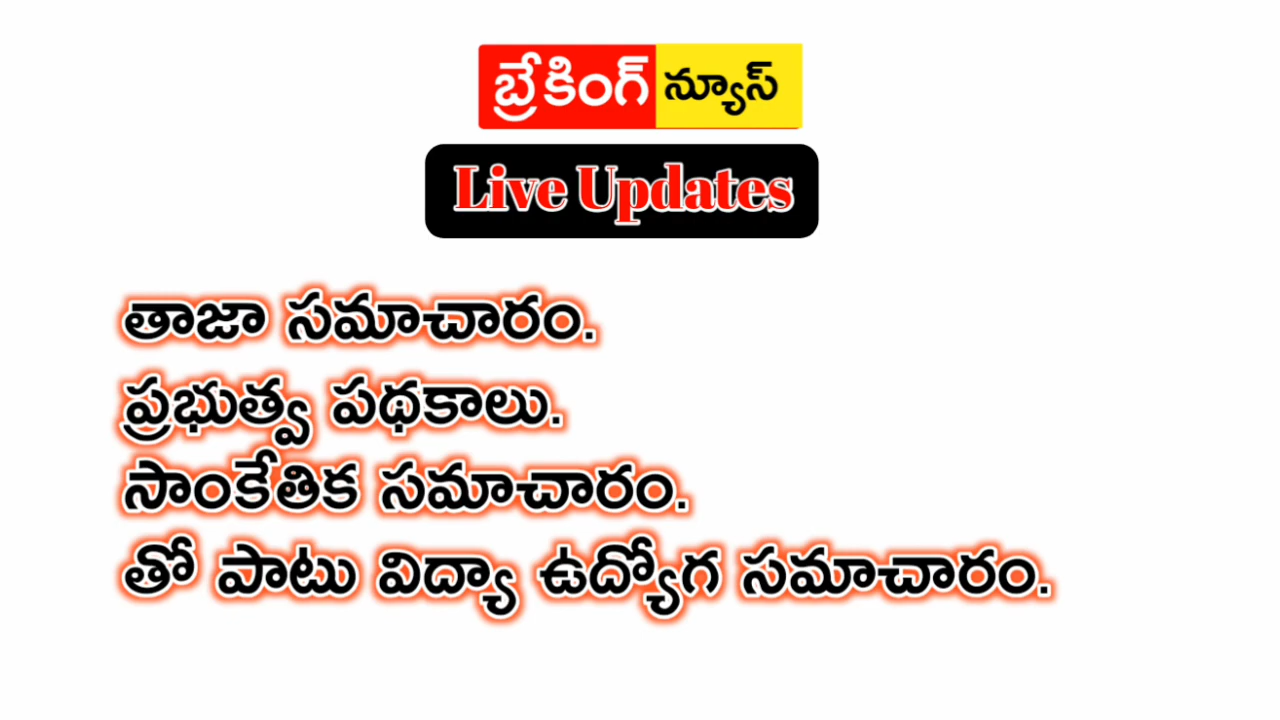 బ్రేకింగ్ న్యూస్
Live Updates
తాజా సమాచారం.
ప్రభుత్వ పథకాలు.
సాంకేతిక సమాచారం.
తో పాటు విద్యా ఉద్యోగ సమాచారం.